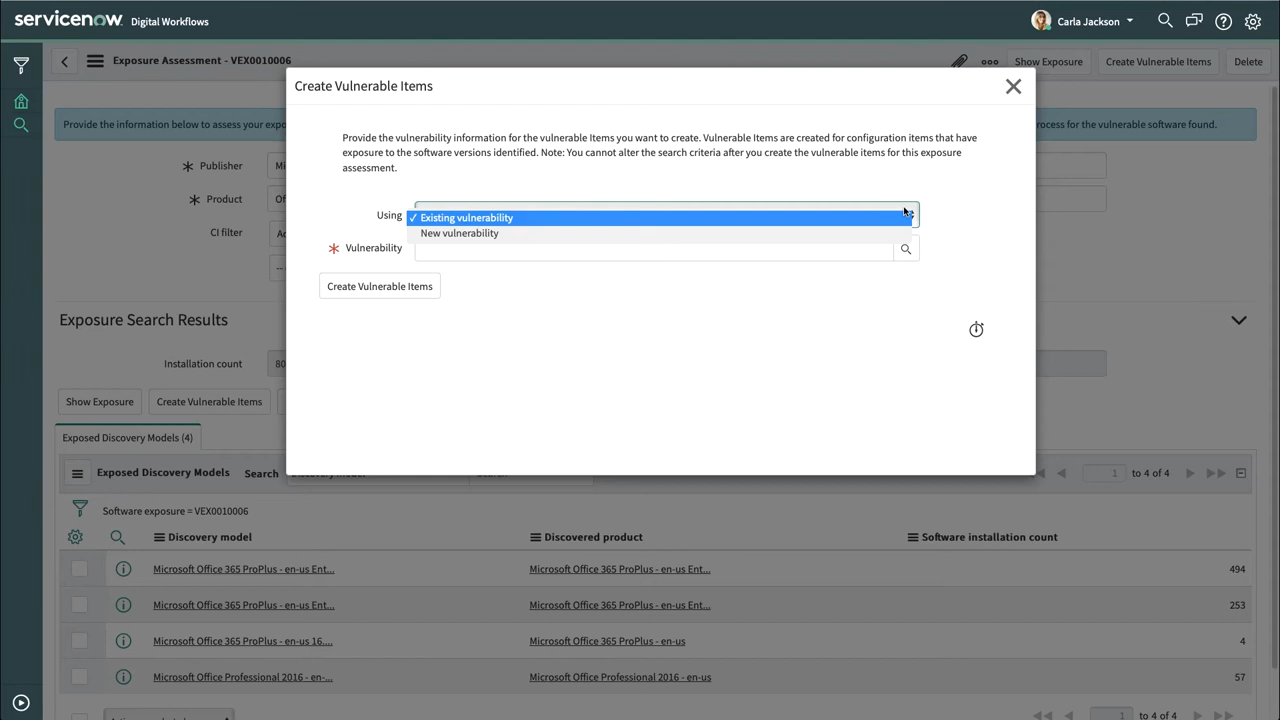 servicenow. Digital Workflows
Carla Jackson
Exposure Assessment - VEX0010006
Show Exposure
Create Vulnerable Items
Delete
Create Vulnerable Items
Provide the information below to assess your
process for the vulnerable software found.
Provide the vulnerability information for the vulnerable Items you want to create. Vulnerable Items are created for configuration items that have
exposure to the software versions identified. Note: You cannot alter the search criteria after you create the vulnerable items for this exposure
assessment.
Publisher
Product
CI filter
Using
✓ Existing vulnerability
New vulnerability
Vulnerability
Create Vulnerable Items
Exposure Search Results
Installation count 80
Show Exposure
Create Vulnerable Items
Exposed Discovery Models (4)
Exposed Discovery Models Search
1 to 4 of 4
Software exposure = VEX0010006
Discovery model Discovered product Software installation count
Microsoft Office 365 ProPlus - en-us Ent... Microsoft Office 365 ProPlus - en-us Ent... 494
Microsoft Office 365 ProPlus - en-us Ent... Microsoft Office 365 ProPlus - en-us Ent... 253
Microsoft Office 365 ProPlus - en-us 16.... Microsoft Office 365 ProPlus - en-us 4
Microsoft Office Professional 2016 - en-... Microsoft Office Professional 2016 - en-us 57
1 to 4 of 4